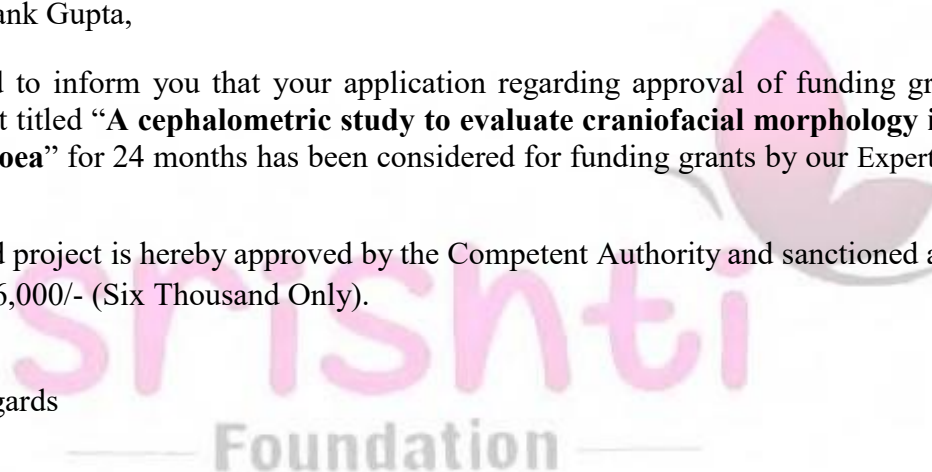 ank Gupta,
d to inform you that your application regarding approval of funding gr
t titled “A cephalometric study to evaluate craniofacial morphology i
oea” for 24 months has been considered for funding grants by our Expert
d project is hereby approved by the Competent Authority and sanctioned a
6,000/- (Six Thousand Only).
srishti
gards
Foundation